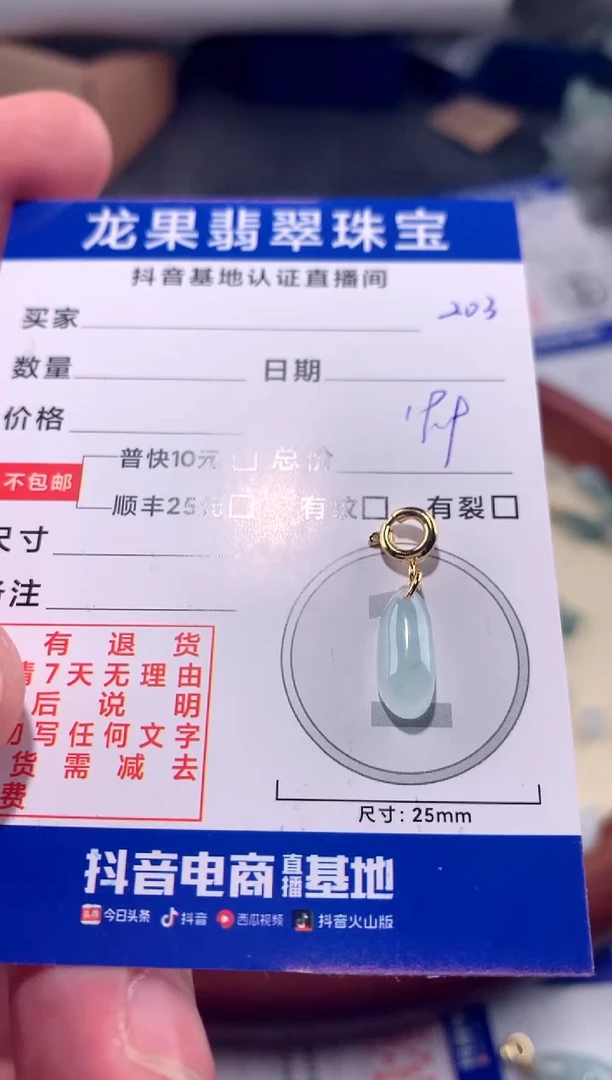 龙果翡翠珠宝
抖音基地认证直播间
买家 203
数量 日期
价格
不包邮 普快10元 总价
顺丰25元 有纹 有裂
尺寸
注
有退货
7天无理由
后说明
写任何文字
货需减去
费
尺寸：25mm
抖音电商直播基地
今日头条 抖音 西瓜视频 抖音火山版